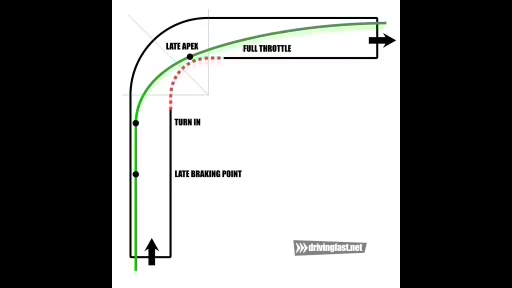 LATE APEX
FULL THROTTLE
TURN IN
LATE BRAKING POINT
drivingfast.net